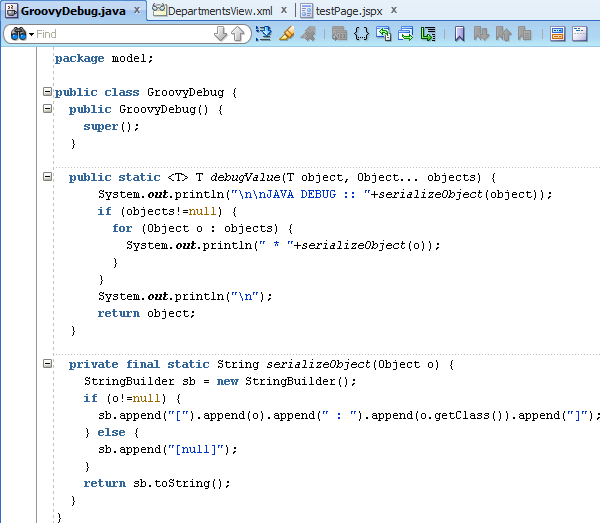 GroovyDebug.java DepartmentsView.xml testPage.jspx
Find
package model;
public class GroovyDebug {
public GroovyDebug() {
super();
}
public static <T> T debugValue(T object, Object... objects) {
System.out.println("\n\nJAVA DEBUG :: "+serializeObject(object));
if (objects!=null) {
for (Object o : objects) {
System.out.println(" * "+serializeObject(o));
}
}
System.out.println("\n");
return object;
}
private final static String serializeObject(Object o) {
StringBuilder sb = new StringBuilder();
if (o!=null) {
sb.append("[").append(o).append(" : ").append(o.getClass()).append("]");
} else {
sb.append("[null]");
}
return sb.toString();
}
}